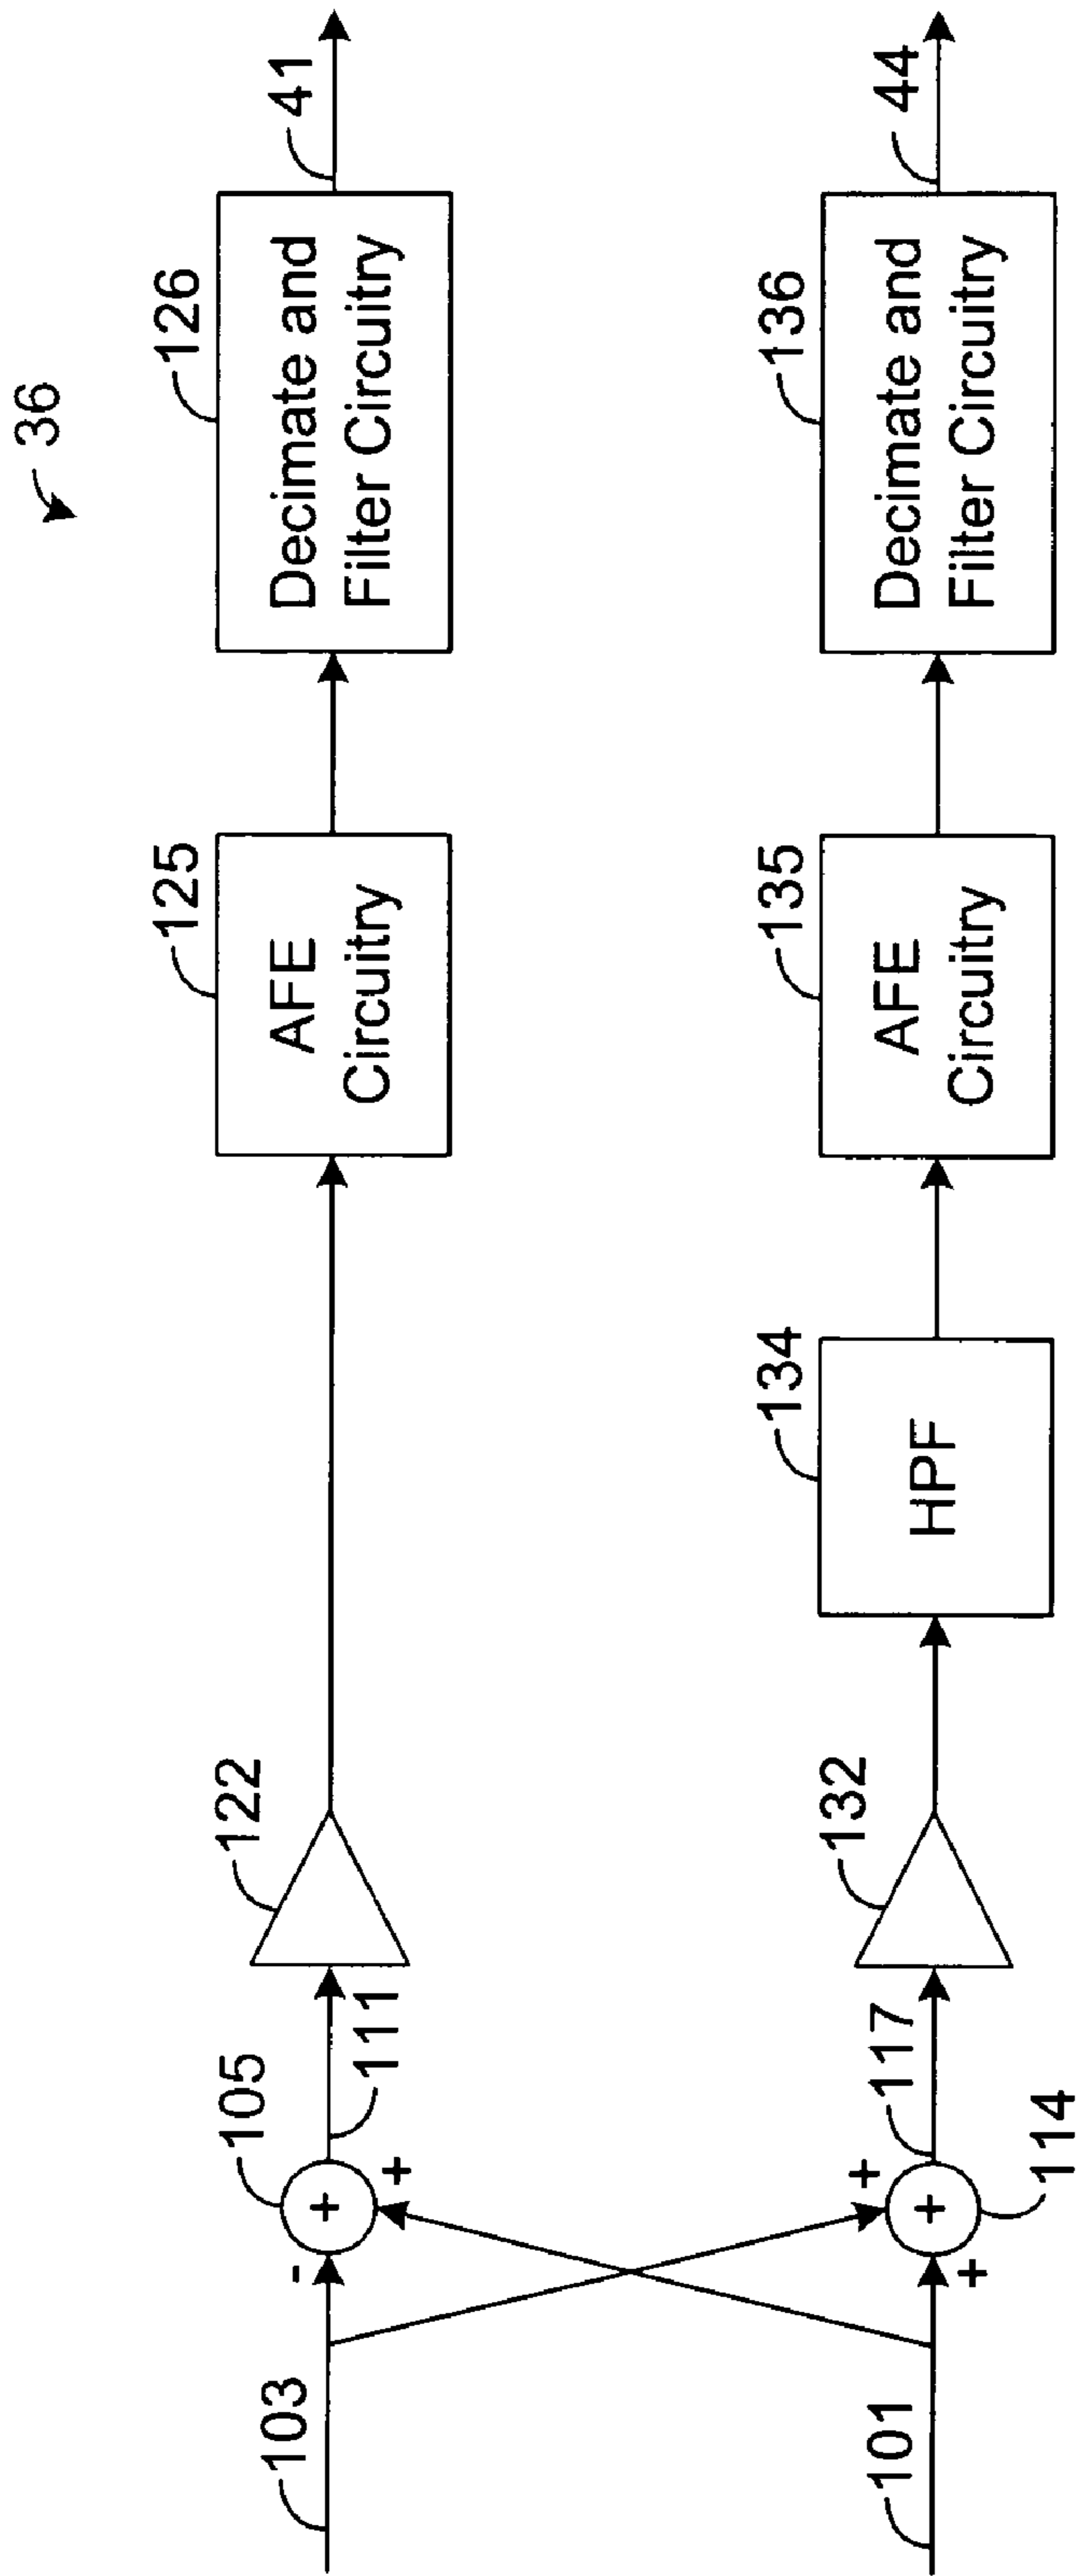 36
103
105
-
+
+
111
122
125
AFE
Circuitry
126
Decimate and
Filter Circuitry
41
101
+
+
+
114
117
132
134
HPF
135
AFE
Circuitry
136
Decimate and
Filter Circuitry
44